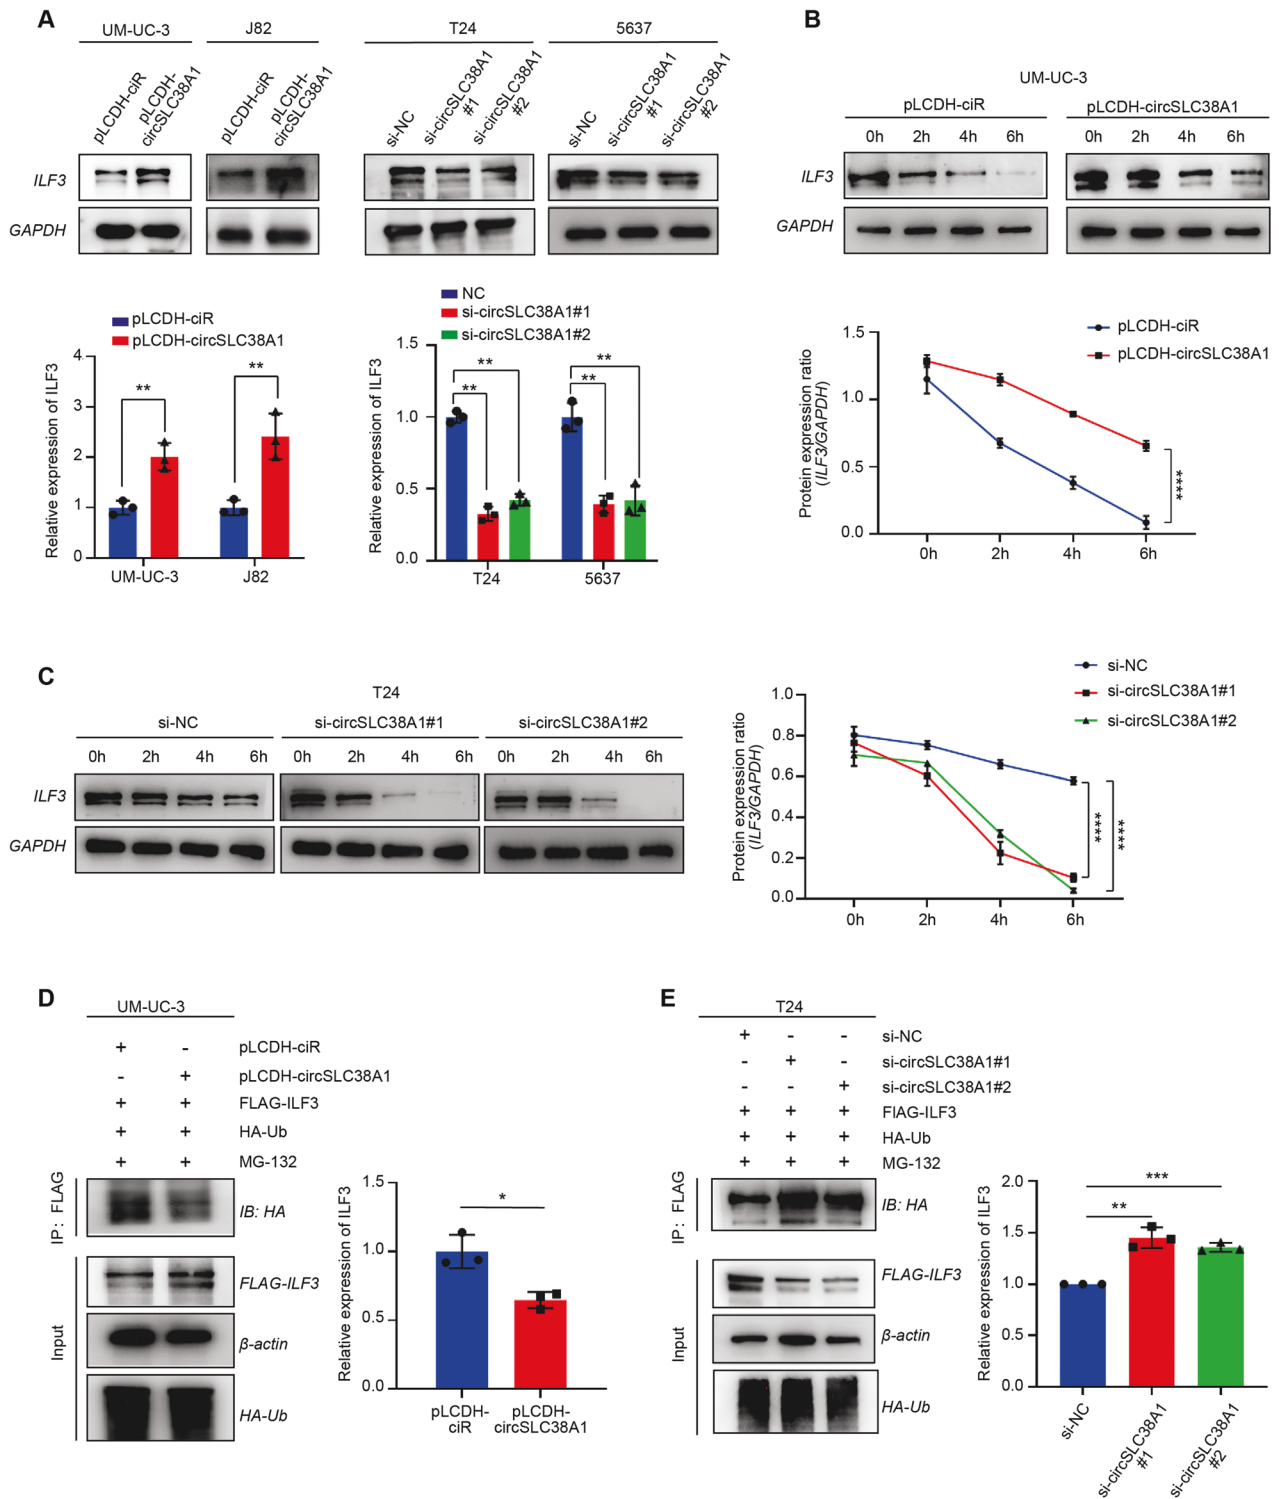 A
UM-UC-3
J82
T24
5637
pLCDH-ciR
pLCDH-
circSLC38A1
pLCDH-ciR
pLCDH-
circSLC38A1
si-NC
si-circSLC38A1
#1
si-circSLC38A1
#2
si-NC
si-circSLC38A1
#1
si-circSLC38A1
#2
ILF3
GAPDH
pLCDH-ciR
pLCDH-circSLC38A1
Relative expression of ILF3
4
3
2
1
0
**
**
UM-UC-3
J82
NC
si-circSLC38A1#1
si-circSLC38A1#2
Relative expression of ILF3
1.5
1.0
0.5
0.0
**
**
**
**
T24
5637
B
UM-UC-3
pLCDH-ciR
pLCDH-circSLC38A1
0h 2h 4h 6h
0h 2h 4h 6h
ILF3
GAPDH
pLCDH-ciR
pLCDH-circSLC38A1
Protein expression ratio
(ILF3/GAPDH)
1.5
1.0
0.5
0.0
****
0h 2h 4h 6h
C
T24
si-NC
si-circSLC38A1#1
si-circSLC38A1#2
0h 2h 4h 6h
0h 2h 4h 6h
0h 2h 4h 6h
ILF3
GAPDH
si-NC
si-circSLC38A1#1
si-circSLC38A1#2
Protein expression ratio
(ILF3/GAPDH)
1.0
0.8
0.6
0.4
0.2
0.0
****
****
0h 2h 4h 6h
D
UM-UC-3
+ - pLCDH-ciR
- + pLCDH-circSLC38A1
+ + FLAG-ILF3
+ + HA-Ub
+ + MG-132
IP: FLAG
IB: HA
Input
FLAG-ILF3
β-actin
HA-Ub
Relative expression of ILF3
1.5
1.0
0.5
0.0
*
pLCDH-
ciR
pLCDH-
circSLC38A1
E
T24
+ - - si-NC
- + - si-circSLC38A1#1
- - + si-circSLC38A1#2
+ + + FlAG-ILF3
+ + + HA-Ub
+ + + MG-132
IP: FLAG
IB: HA
Input
FLAG-ILF3
β-actin
HA-Ub
Relative expression of ILF3
2.0
1.5
1.0
0.5
0.0
***
**
si-NC
si-circSLC38A1
#1
si-circSLC38A1
#2